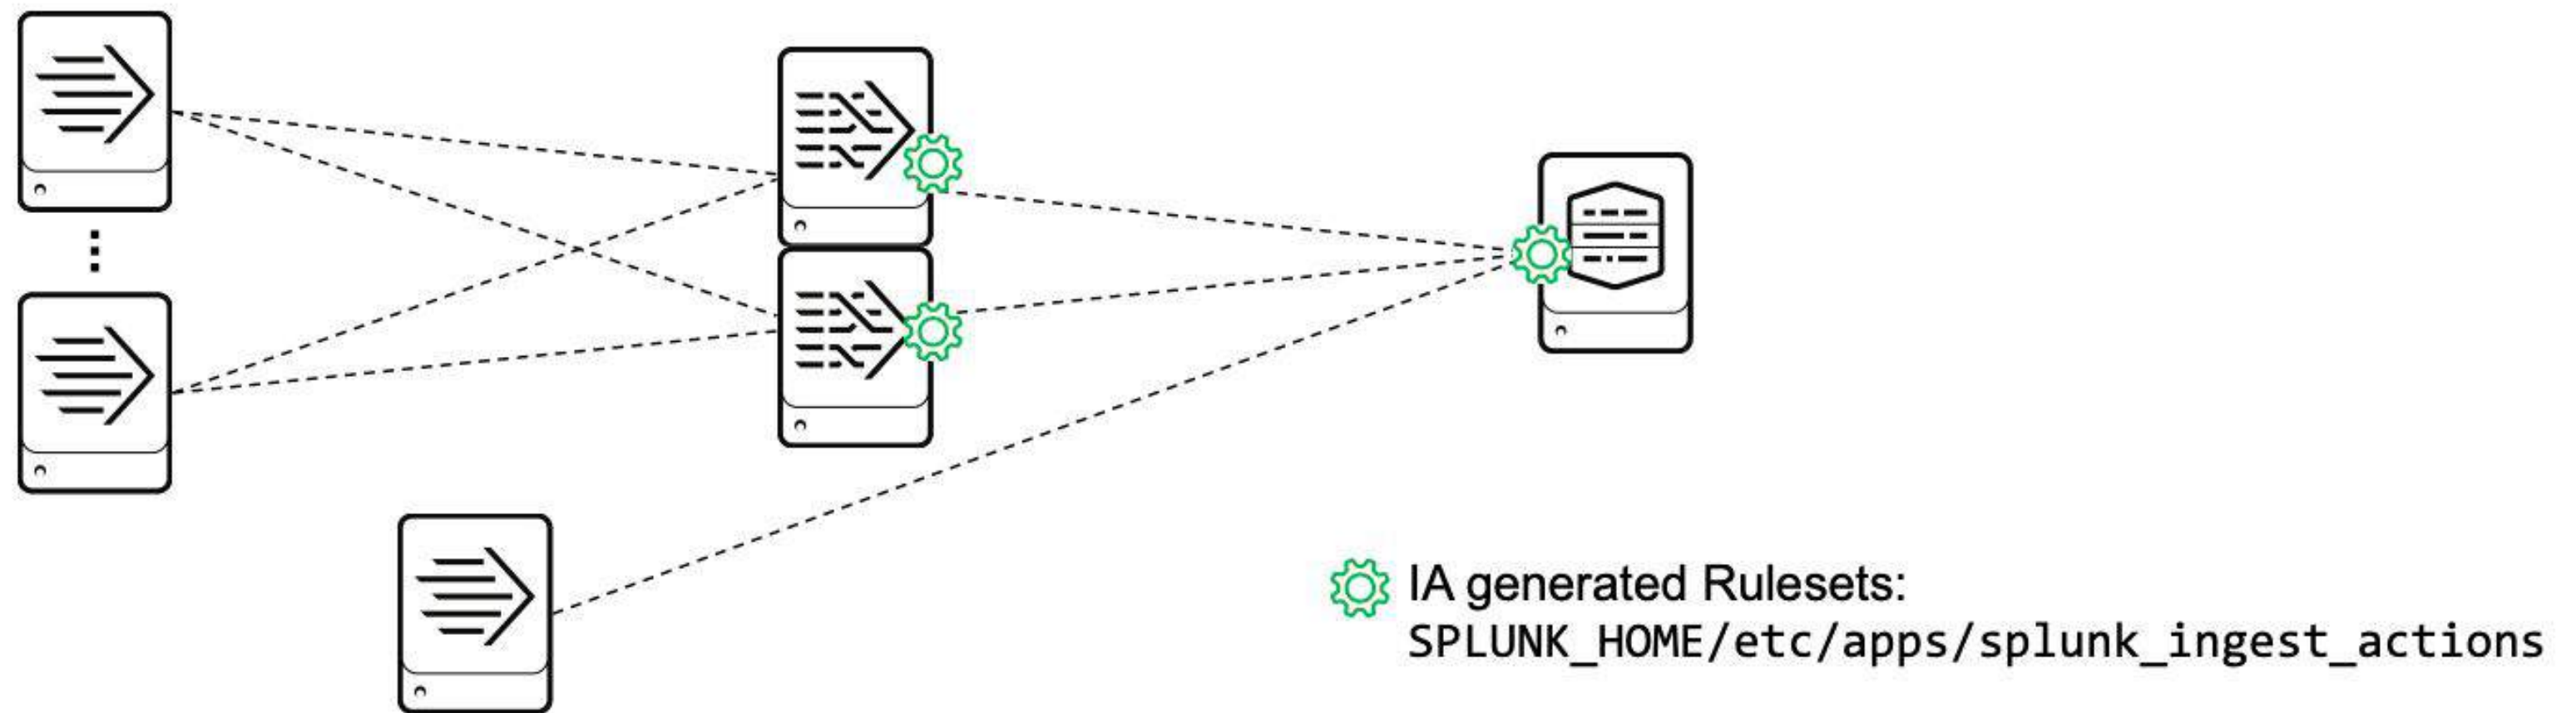 IA generated Rulesets:
SPLUNK_HOME/etc/apps/splunk_ingest_actions